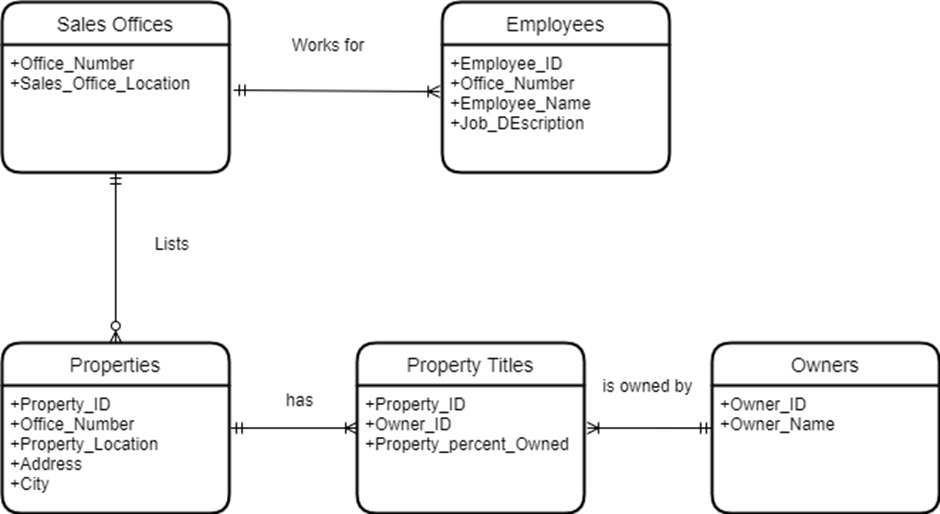 Sales Offices
+Office_Number
+Sales_Office_Location
Works for
Employees
+Employee_ID
+Office_Number
+Employee_Name
+Job_DEscription
Lists
Properties
+Property_ID
+Office_Number
+Property_Location
+Address
+City
has
Property Titles
+Property_ID
+Owner_ID
+Property_percent_Owned
is owned by
Owners
+Owner_ID
+Owner_Name